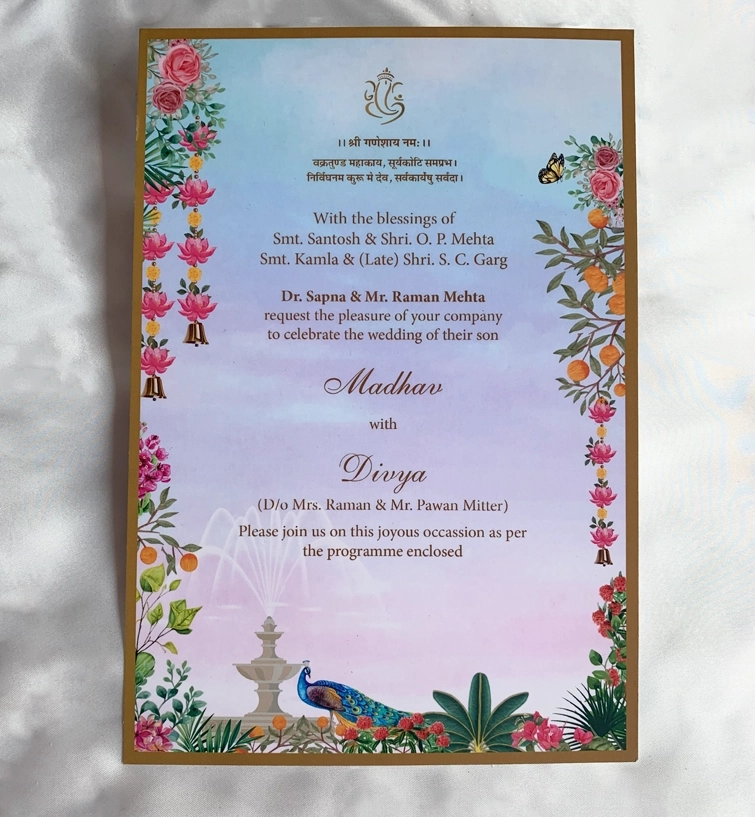 ।। श्री गणेशाय नमः ।।
वक्रतुण्ड महाकाय, सूर्यकोटि समप्रभ।
निर्विघनम कुरू मे देव, सर्वकार्येषु सर्वदा।
With the blessings of
Smt. Santosh & Shri. O. P. Mehta
Smt. Kamla & (Late) Shri. S. C. Garg
Dr. Sapna & Mr. Raman Mehta
request the pleasure of your company
to celebrate the wedding of their son
Madhav
with
Divya
(D/o Mrs. Raman & Mr. Pawan Mitter)
Please join us on this joyous occassion as per
the programme enclosed